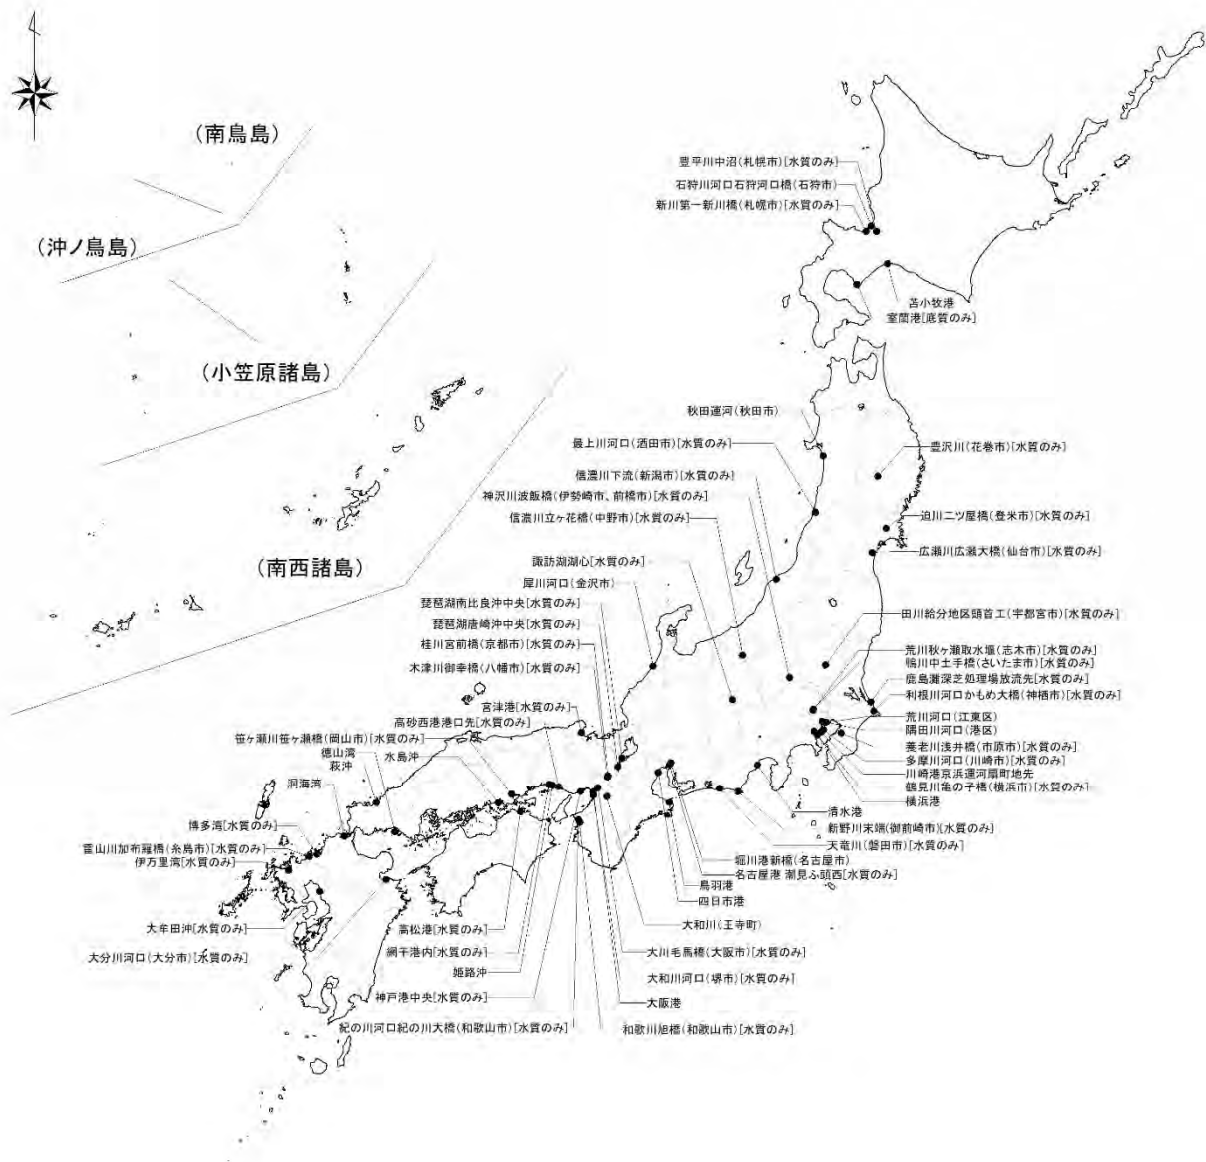 (南鳥島)
(沖ノ鳥島)
(小笠原諸島)
(南西諸島)
豊平川中沼(札幌市)[水質のみ]
石狩川河口石狩河口橋(石狩市)
新川第一新川橋(札幌市)[水質のみ]
苫小牧港
室蘭港[底質のみ]
秋田運河(秋田市)
最上川河口(酒田市)[水質のみ]
豊沢川(花巻市)[水質のみ]
信濃川下流(新潟市)[水質のみ]
神沢川波飯橋(伊勢崎市、前橋市)[水質のみ]
信濃川立ヶ花橋(中野市)[水質のみ]
迫川二ツ屋橋(登米市)[水質のみ]
広瀬川広瀬大橋(仙台市)[水質のみ]
諏訪湖湖心[水質のみ]
犀川河口(金沢市)
琵琶湖南比良沖中央[水質のみ]
琵琶湖唐崎沖中央[水質のみ]
桂川宮前橋(京都市)[水質のみ]
木津川御幸橋(八幡市)[水質のみ]
田川給分地区頭首工(宇都宮市)[水質のみ]
荒川秋ヶ瀬取水堰(志木市)[水質のみ]
鴨川中土手橋(さいたま市)[水質のみ]
鹿島灘深芝処理場放流先[水質のみ]
利根川河口かもめ大橋(神栖市)[水質のみ]
荒川河口(江東区)
隅田川河口(港区)
養老川浅井橋(市原市)[水質のみ]
多摩川河口(川崎市)[水質のみ]
川崎港京浜運河扇町地先
鶴見川亀の子橋(横浜市)[水質のみ]
横浜港
宮津港[水質のみ]
高砂西港港口先[水質のみ]
笹ヶ瀬川笹ヶ瀬橋(岡山市)[水質のみ]
徳山湾
水島沖
萩沖
洞海湾
博多湾[水質のみ]
雷山川加布羅橋(糸島市)[水質のみ]
伊万里湾[水質のみ]
清水港
新野川末端(御前崎市)[水質のみ]
天竜川(磐田市)[水質のみ]
堀川港新橋(名古屋市)
名古屋港 潮見ふ頭西[水質のみ]
鳥羽港
四日市港
大牟田沖[水質のみ]
大分川河口(大分市)[水質のみ]
高松港[水質のみ]
網干港内[水質のみ]
姫路沖
神戸港中央[水質のみ]
紀の川河口紀の川大橋(和歌山市)[水質のみ]
大和川(王寺町)
大川毛馬橋(大阪市)[水質のみ]
大和川河口(堺市)[水質のみ]
大阪港
和歌川旭橋(和歌山市)[水質のみ]